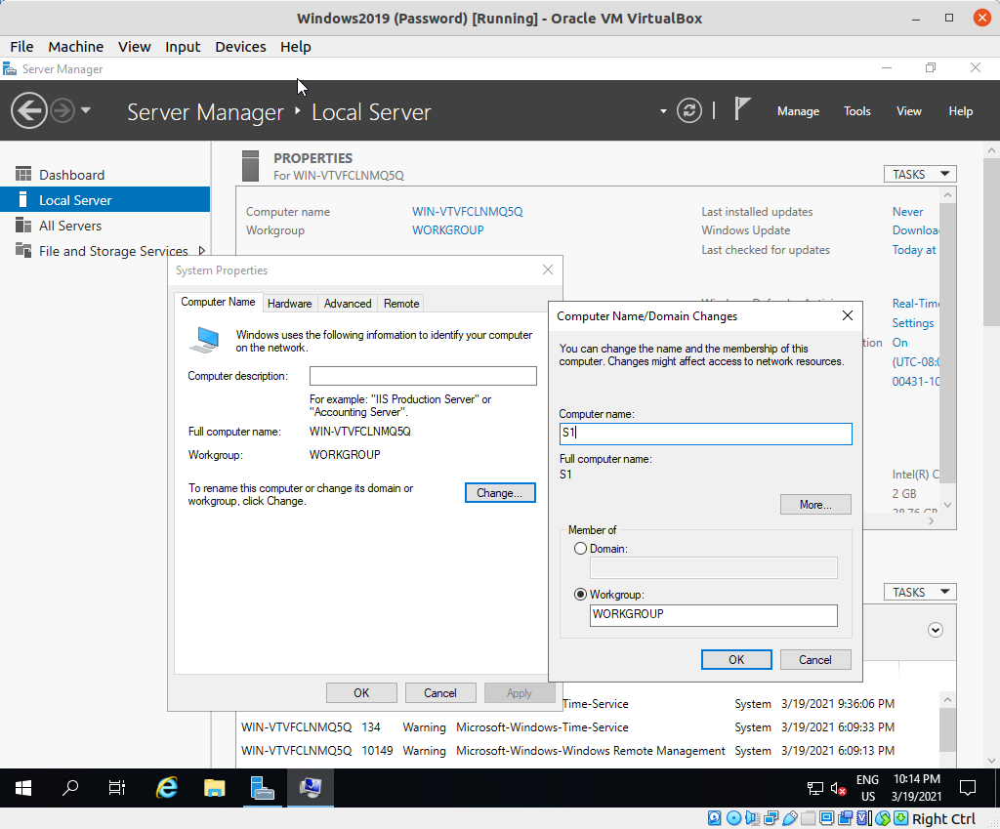 Windows2019 (Password) [Running] - Oracle VM VirtualBox
File Machine View Input Devices Help
Server Manager
Server Manager Local Server
Manage Tools View Help
Dashboard
Local Server
All Servers
File and Storage Services
PROPERTIES
For WIN-VTVFCLNMQ5Q
TASKS
Computer name WIN-VTVFCLNMQ5Q
Workgroup WORKGROUP
Last installed updates Never
Windows Update
Last checked for updates Today at
Real-Time
Settings
On
2 GB
System Properties
Computer Name Hardware Advanced Remote
Windows uses the following information to identify your computer
on the network.
Computer description:
For example: "IIS Production Server" or
"Accounting Server".
Full computer name: WIN-VTVFCLNMQ5Q
Workgroup: WORKGROUP
To rename this computer or change its domain or
workgroup, click Change.
Change...
OK Cancel Apply
Computer Name/Domain Changes
You can change the name and the membership of this
computer. Changes might affect access to network resources.
Computer name:
S1
Full computer name:
S1
More...
Member of
Domain:
Workgroup:
WORKGROUP
OK Cancel
TASKS
Time-Service System 3/19/2021 9:36:06 PM
WIN-VTVFCLNMQ5Q 134 Warning Microsoft-Windows-Time-Service System 3/19/2021 6:09:33 PM
WIN-VTVFCLNMQ5Q 10149 Warning Microsoft-Windows-Windows Remote Management System 3/19/2021 6:09:13 PM
ENG
US
10:14 PM
3/19/2021
Right Ctrl